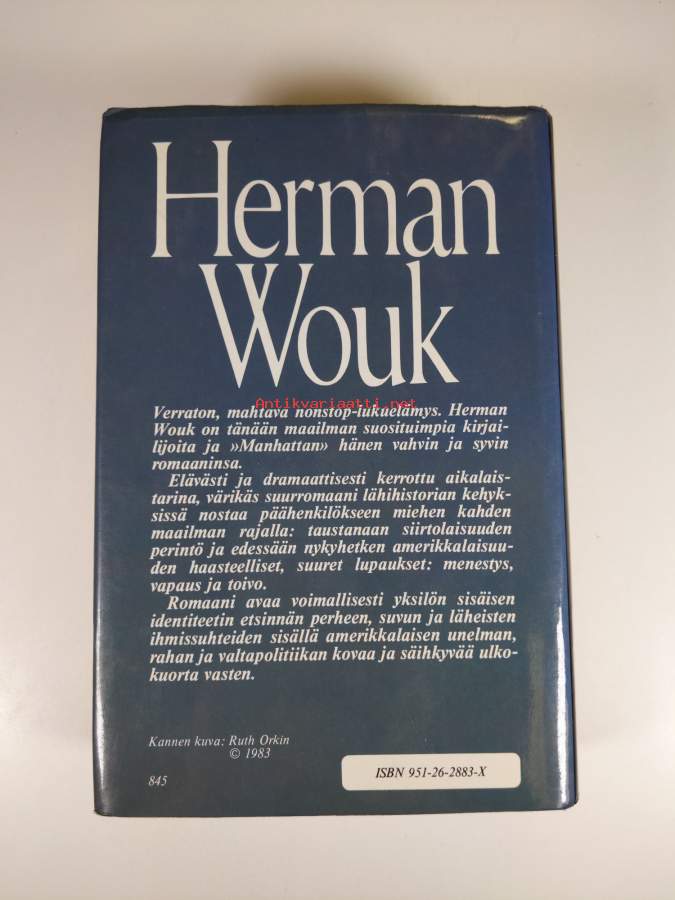 Herman
Wouk
Antikvariaatti.net
Verraton, mahtava nonstop-lukuelämys. Herman
Wouk on tänään maailman suosituimpia kirjai-
lijoita ja »Manhattan» hänen vahvin ja syvin
romaaninsa.
Elävästi ja dramaattisesti kerrottu aikalais-
tarina, värikäs suurromaani lähihistorian kehyk-
sissä nostaa päähenkilökseen miehen kahden
maailman rajalla: taustanaan siirtolaisuuden
perintö ja edessään nykyhetken amerikkalaisuu-
den haasteelliset, suuret lupaukset: menestys,
vapaus ja toivo.
Romaani avaa voimallisesti yksilön sisäisen
identiteetin etsinnän perheen, suvun ja läheisten
ihmissuhteiden sisällä amerikkalaisen unelman,
rahan ja valtapolitiikan kovaa ja säihkyvää ulko-
kuorta vasten.
Kannen kuva: Ruth Orkin
© 1983
845
ISBN 951-26-2883-X